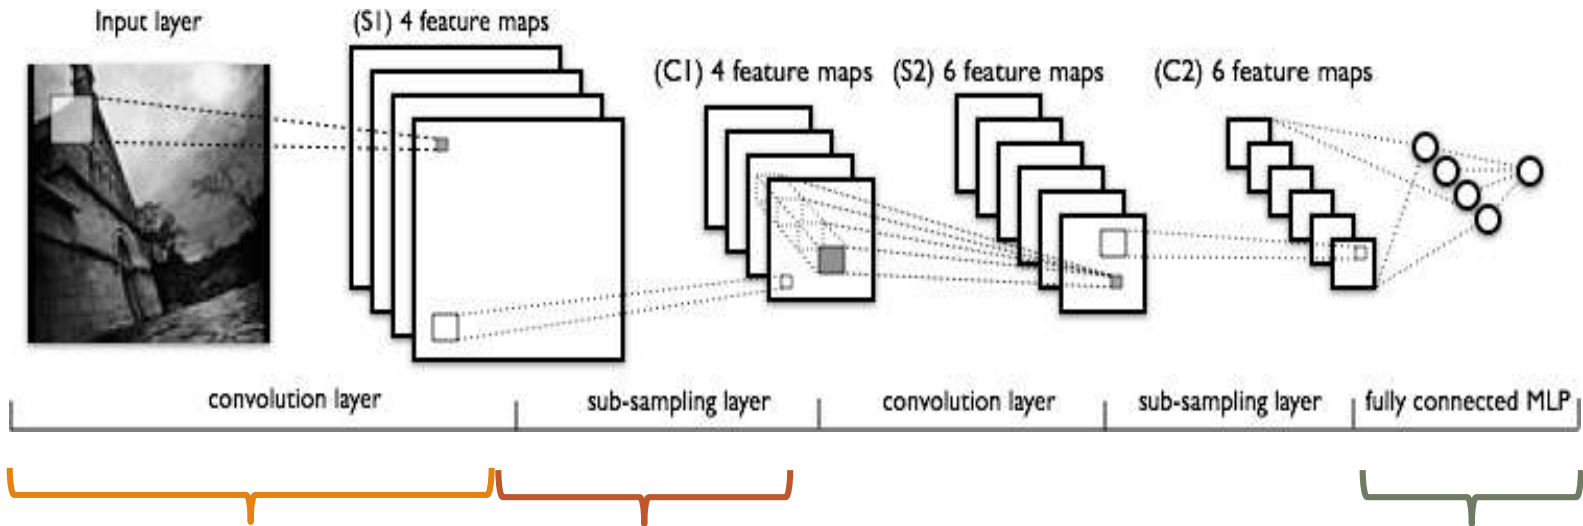 Input layer
(S1) 4 feature maps
(C1) 4 feature maps
(S2) 6 feature maps
(C2) 6 feature maps
convolution layer
sub-sampling layer
convolution layer
sub-sampling layer
fully connected MLP